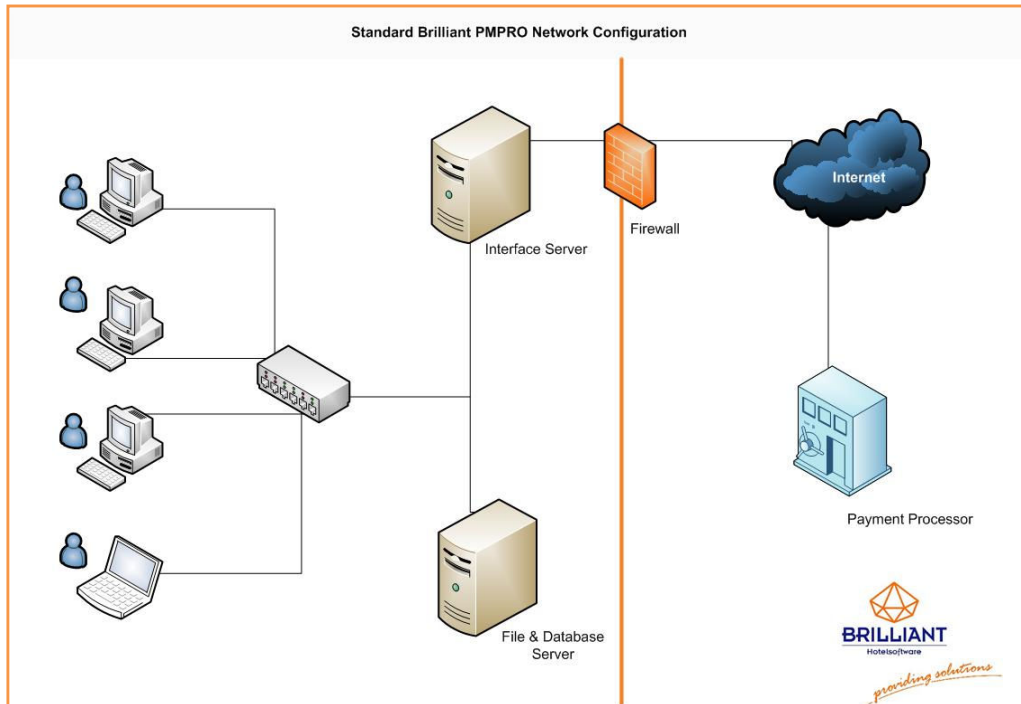 Standard Brilliant PMPRO Network Configuration
Internet
Interface Server
Firewall
Payment Processor
File & Database
Server
BRILLIANT
Hotelsoftware
providing solutions